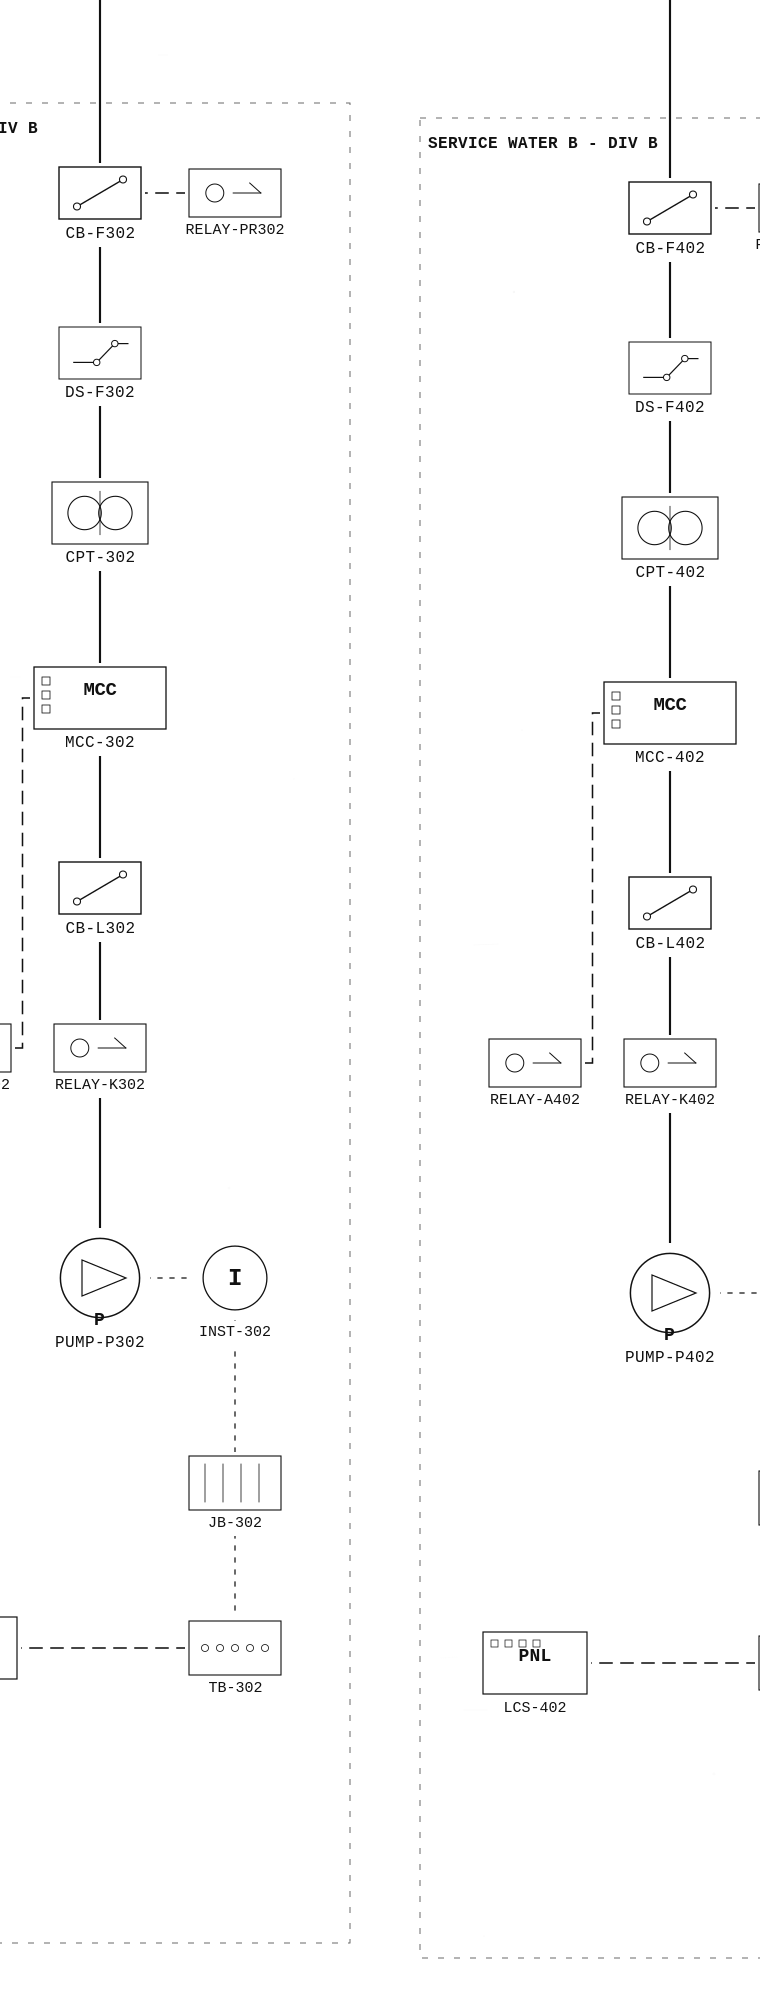 IV B
SERVICE WATER B - DIV B
CB-F302
RELAY-PR302
CB-F402
DS-F302
DS-F402
CPT-302
CPT-402
MCC
MCC-302
MCC
MCC-402
CB-L302
CB-L402
2
RELAY-K302
RELAY-A402
RELAY-K402
I
P
INST-302
PUMP-P302
P
PUMP-P402
JB-302
TB-302
PNL
LCS-402